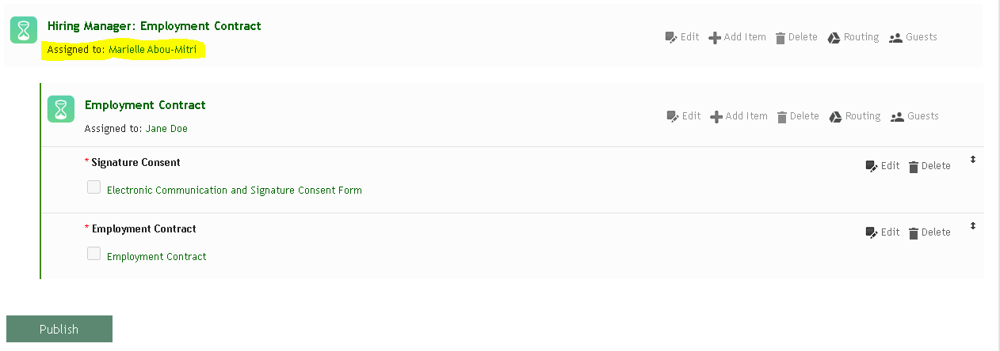 Hiring Manager: Employment Contract
Assigned to: Marielle Abou-Mitri
Edit Add Item Delete Routing Guests
Employment Contract
Assigned to: Jane Doe
Edit Add Item Delete Routing Guests
* Signature Consent
Edit Delete
Electronic Communication and Signature Consent Form
* Employment Contract
Edit Delete
Employment Contract
Publish